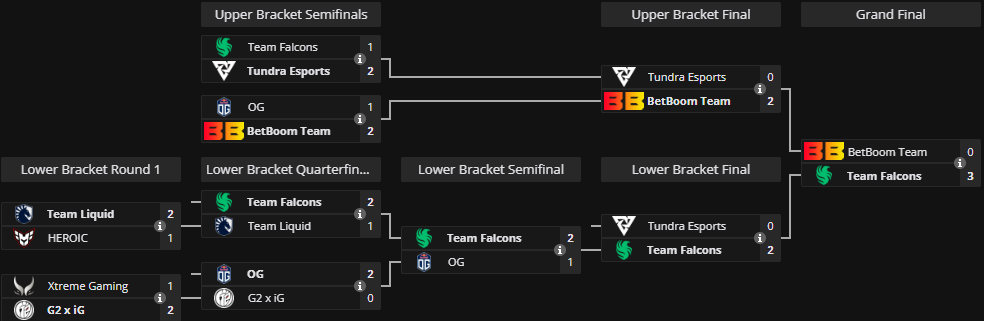 Upper Bracket Semifinals
Upper Bracket Final
Grand Final
Team Falcons 1
Tundra Esports 2
OG 1
BetBoom Team 2
Tundra Esports 0
BetBoom Team 2
BetBoom Team 0
Team Falcons 3
Lower Bracket Round 1
Lower Bracket Quarterfin...
Lower Bracket Semifinal
Lower Bracket Final
Team Liquid 2
HEROIC 1
Xtreme Gaming 1
G2 x iG 2
Team Falcons 2
Team Liquid 1
OG 2
G2 x iG 0
Team Falcons 2
OG 1
Tundra Esports 0
Team Falcons 2